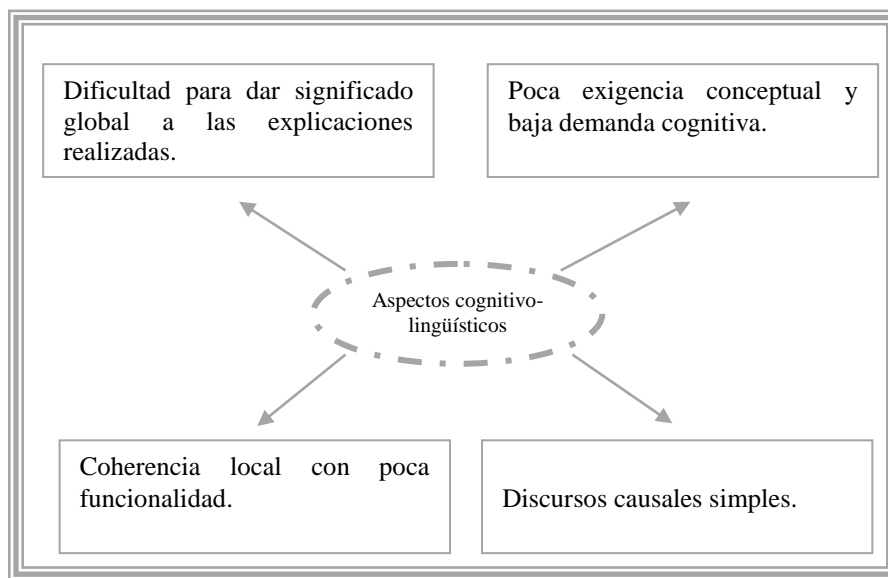 Dificultad para dar significado
global a las explicaciones
realizadas.
Poca exigencia conceptual y
baja demanda cognitiva.
Aspectos cognitivo-
lingüísticos
Coherencia local con poca
funcionalidad.
Discursos causales simples.